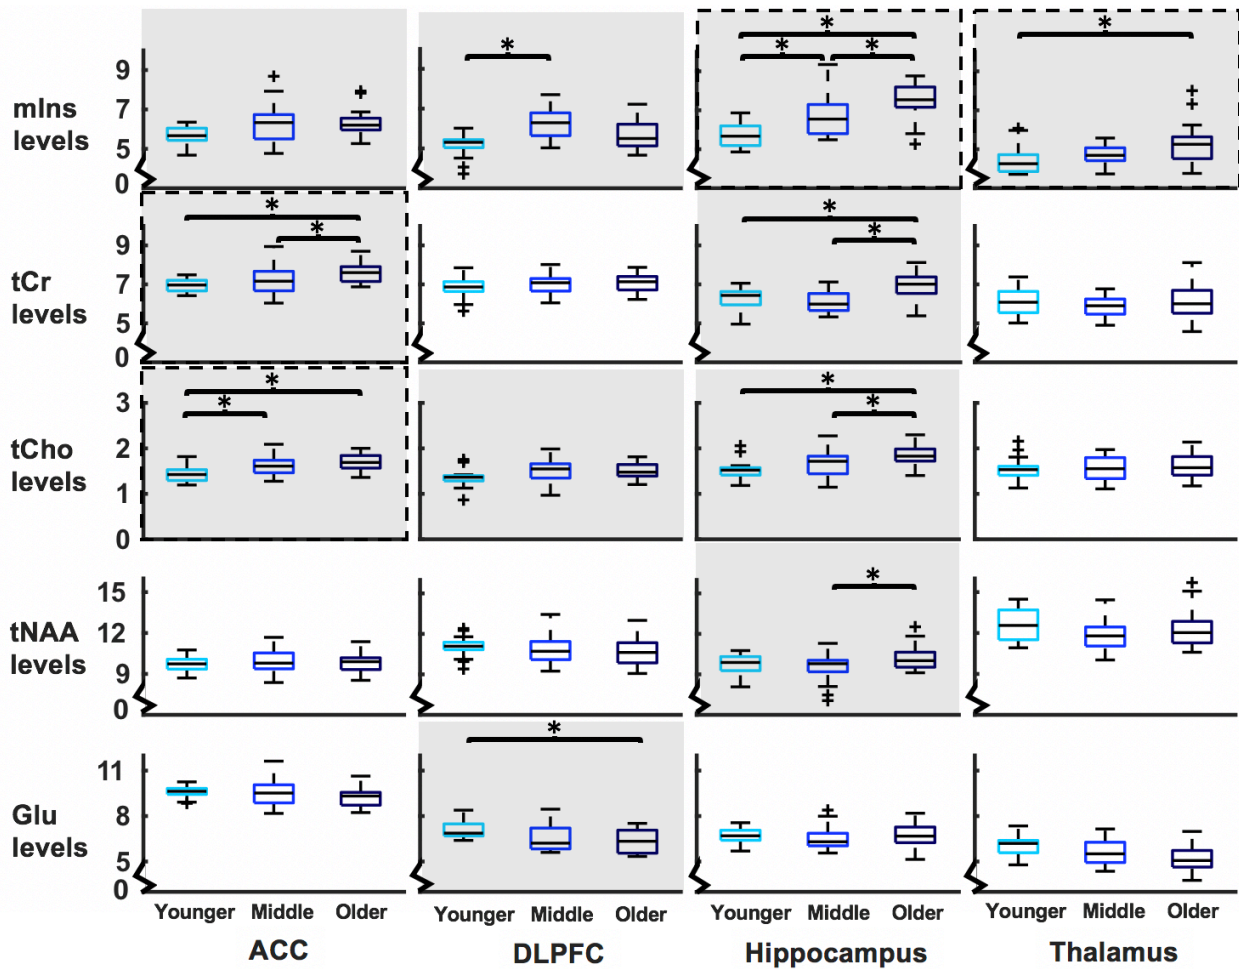 * * *
9 * * * *
mIns 7
levels 5
0
* *
9 * *
tCr 7
levels 5
0
* *
3 * *
tCho 2
levels 1
0
15 *
tNAA 12
levels 9
0
*
11
Glu 8
levels 5
0
Younger Middle Older Younger Middle Older Younger Middle Older Younger Middle Older
ACC DLPFC Hippocampus Thalamus